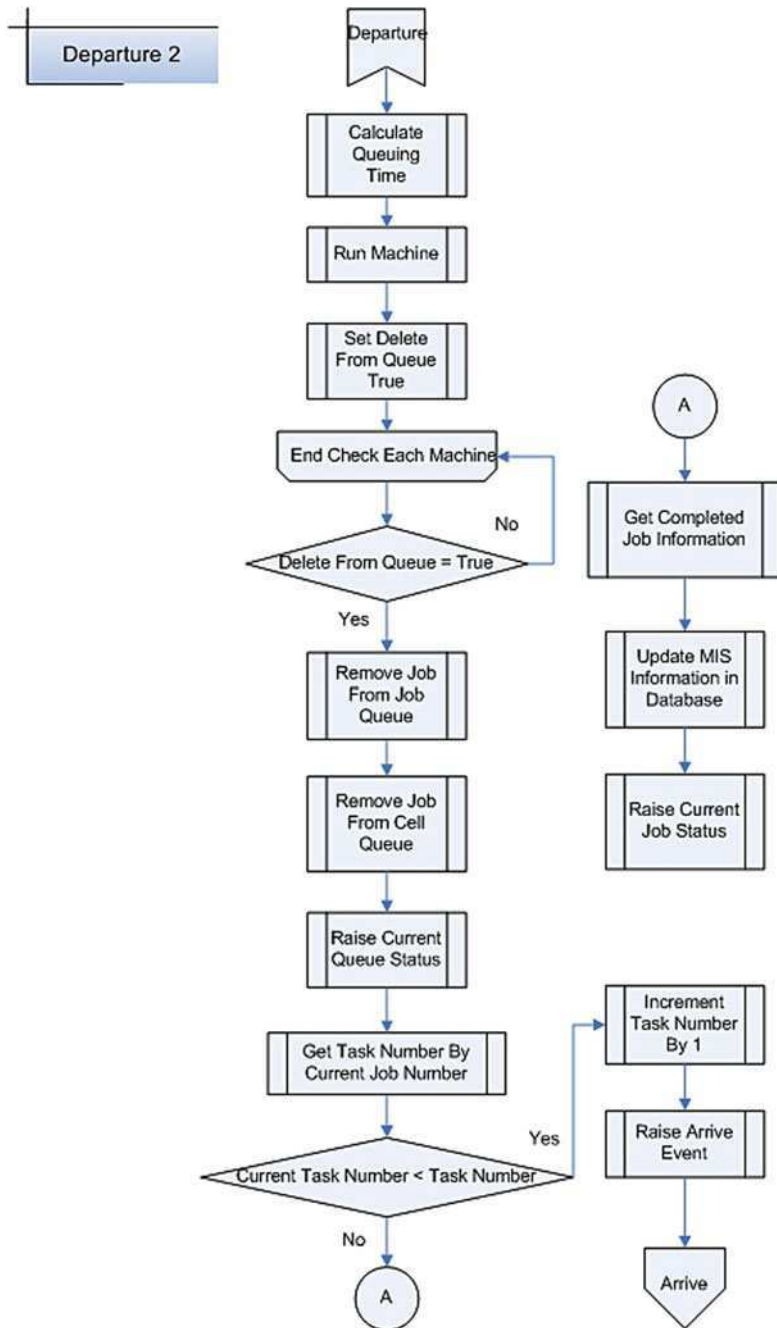 Departure 2
Departure
Calculate
Queuing
Time
Run Machine
Set Delete
From Queue
True
End Check Each Machine
No
Delete From Queue = True
Yes
Remove Job
From Job
Queue
Remove Job
From Cell
Queue
Raise Current
Queue Status
Get Task Number By
Current Job Number
Yes
Current Task Number < Task Number
No
A
A
Get Completed
Job Information
Update MIS
Information in
Database
Raise Current
Job Status
Increment
Task Number
By 1
Raise Arrive
Event
Arrive